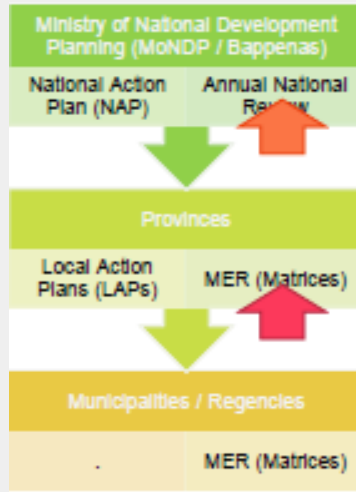 Ministry of National Development
Planning (MoNDP / Bappenas)
National Action
Plan (NAP)
Annual National
Review
Provinces
Local Action
Plans (LAPs)
MER (Matrices)
Municipalities / Regencies
.
MER (Matrices)